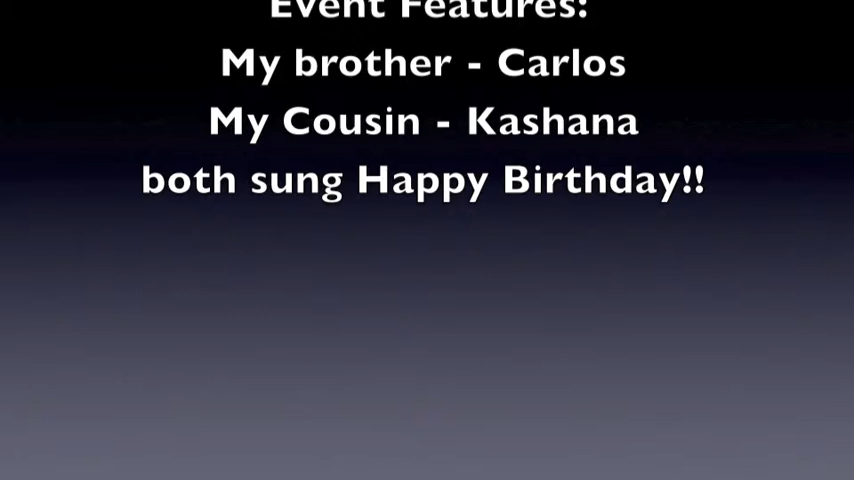 Event Features:
My brother - Carlos
My Cousin - Kashana
both sung Happy Birthday!!